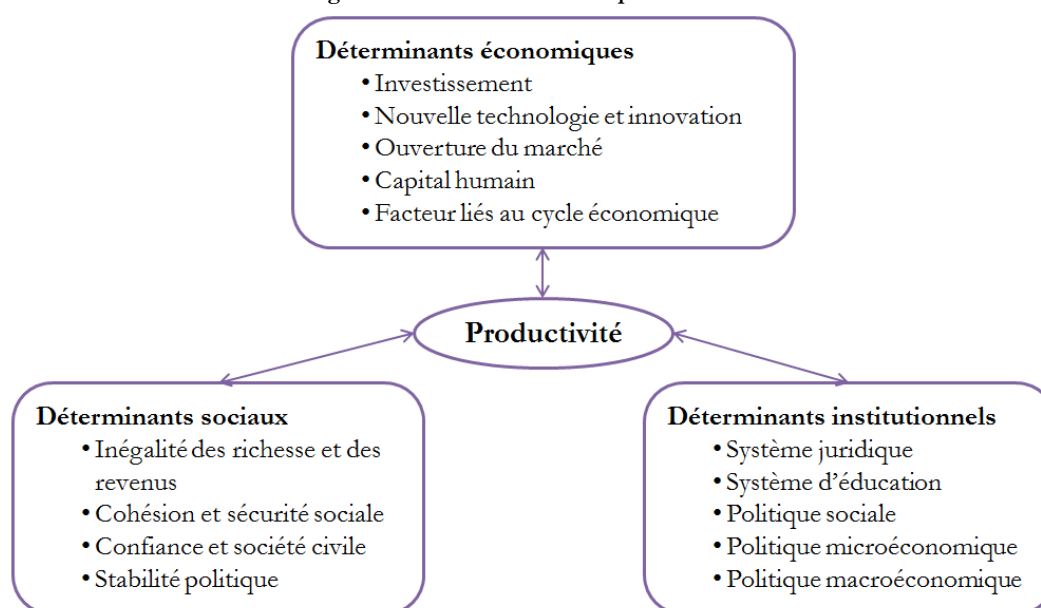 Déterminants économiques
• Investissement
• Nouvelle technologie et innovation
• Ouverture du marché
• Capital humain
• Facteur liés au cycle économique
Productivité
Déterminants sociaux
• Inégalité des richesse et des
revenus
• Cohésion et sécurité sociale
• Confiance et société civile
• Stabilité politique
Déterminants institutionnels
• Système juridique
• Système d’éducation
• Politique sociale
• Politique microéconomique
• Politique macroéconomique